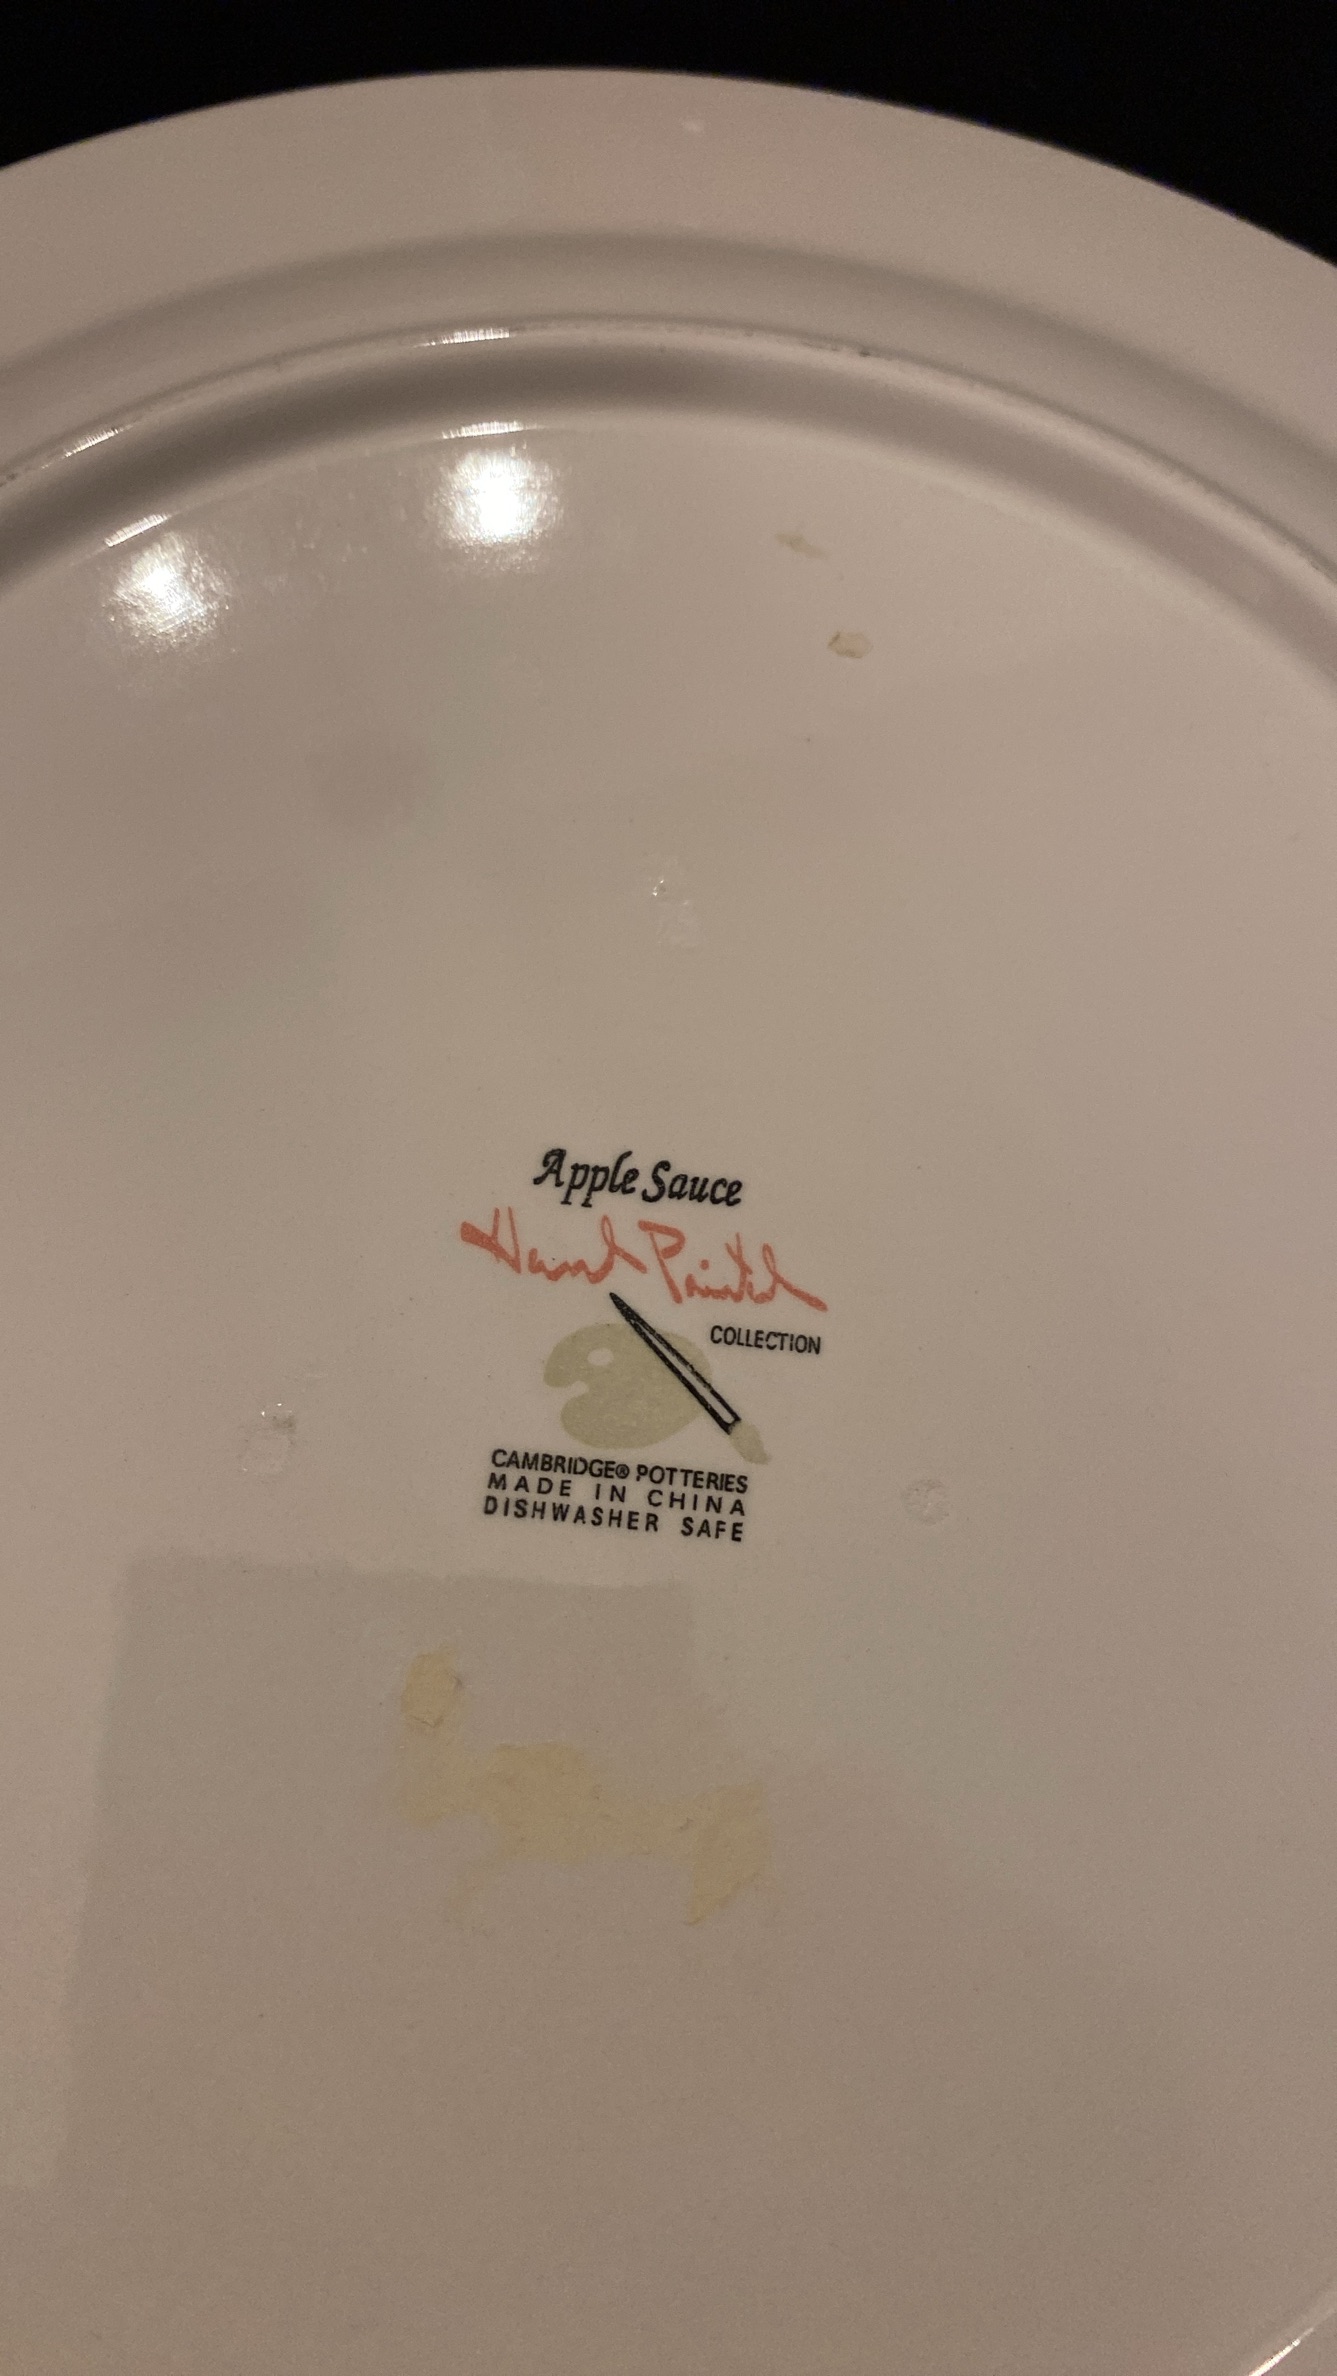 Apple Sauce
Hand Painted
COLLECTION
CAMBRIDGE® POTTERIES
MADE IN CHINA
DISHWASHER SAFE